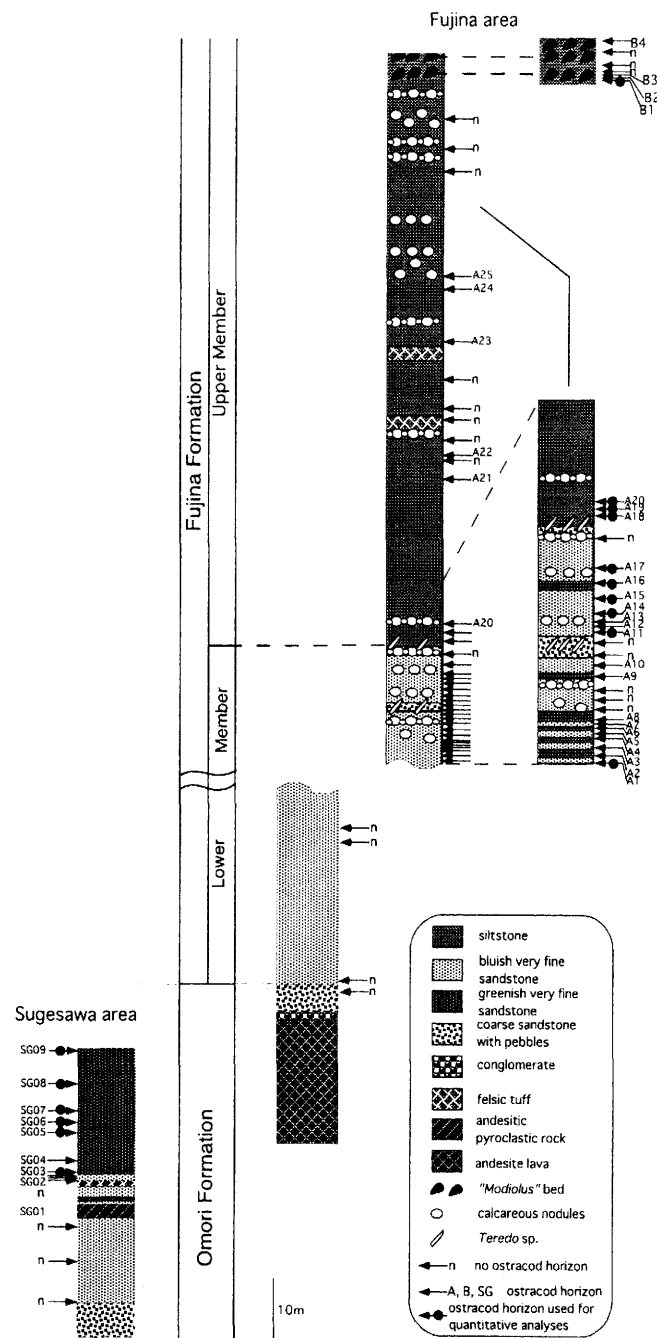 Fujina area
B4
n
n
n
B3
B2
B1
n
n
n
A25
A24
A23
n
n
n
n
A22
n
A21
A20
n
A20
A19
A18
n
A17
A16
A15
A14
A13
A12
A11
n
n
A10
A9
n
n
n
A8
A7
A6
A5
A4
A3
A2
A1
Fujina Formation
Upper Member
Member
Lower
n
n
n
n
Omori Formation
Sugesawa area
SG09
SG08
SG07
SG06
SG05
SG04
SG03
SG02
n
SG01
n
n
n
10m
siltstone
bluish very fine
sandstone
greenish very fine
sandstone
coarse sandstone
with pebbles
conglomerate
felsic tuff
andesitic
pyroclastic rock
andesite lava
"Modiolus" bed
calcareous nodules
Teredo sp.
n no ostracod horizon
A, B, SG ostracod horizon
ostracod horizon used for
quantitative analyses